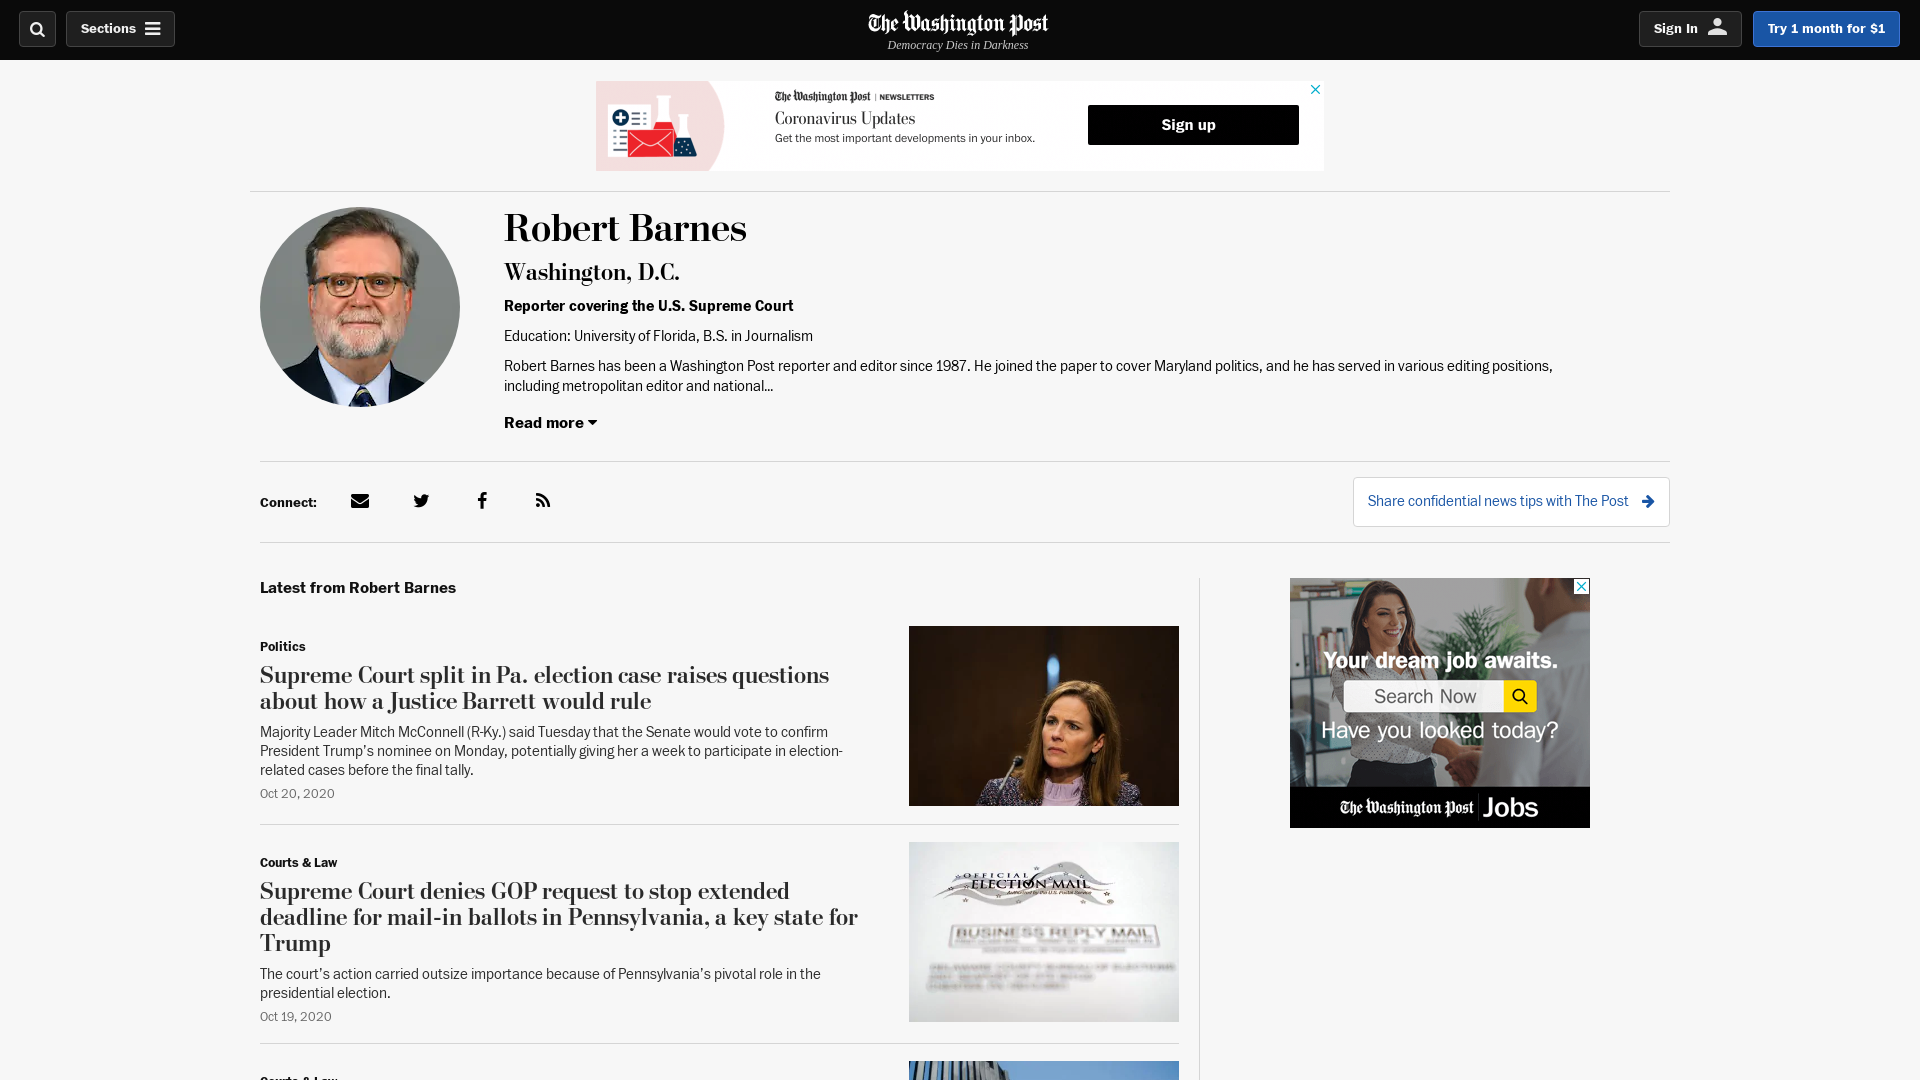 Sections
The Washington Post
Democracy Dies in Darkness
Sign In
Try 1 month for $1
The Washington Post | NEWSLETTERS
Coronavirus Updates
Get the most important developments in your inbox.
Sign up
Robert Barnes
Washington, D.C.
Reporter covering the U.S. Supreme Court
Education: University of Florida, B.S. in Journalism
Robert Barnes has been a Washington Post reporter and editor since 1987. He joined the paper to cover Maryland politics, and he has served in various editing positions,
including metropolitan editor and national...
Read more
Connect:
Share confidential news tips with The Post
Latest from Robert Barnes
Politics
Supreme Court split in Pa. election case raises questions
about how a Justice Barrett would rule
Majority Leader Mitch McConnell (R-Ky.) said Tuesday that the Senate would vote to confirm
President Trump’s nominee on Monday, potentially giving her a week to participate in election-
related cases before the final tally.
Oct 20, 2020
Your dream job awaits.
Search Now
Have you looked today?
The Washington Post Jobs
Courts & Law
Supreme Court denies GOP request to stop extended
deadline for mail-in ballots in Pennsylvania, a key state for
Trump
The court’s action carried outsize importance because of Pennsylvania’s pivotal role in the
presidential election.
Oct 19, 2020
OFFICIAL
ELECTION MAIL
BUSINESS REPLY MAIL
Courts & Law